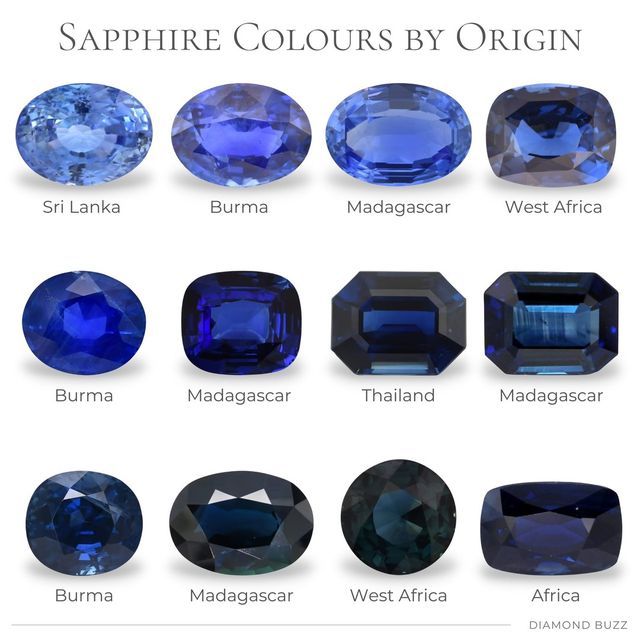 Sapphire Colours by Origin
Sri Lanka
Burma
Madagascar
West Africa
Burma
Madagascar
Thailand
Madagascar
Burma
Madagascar
West Africa
Africa
DIAMOND BUZZ